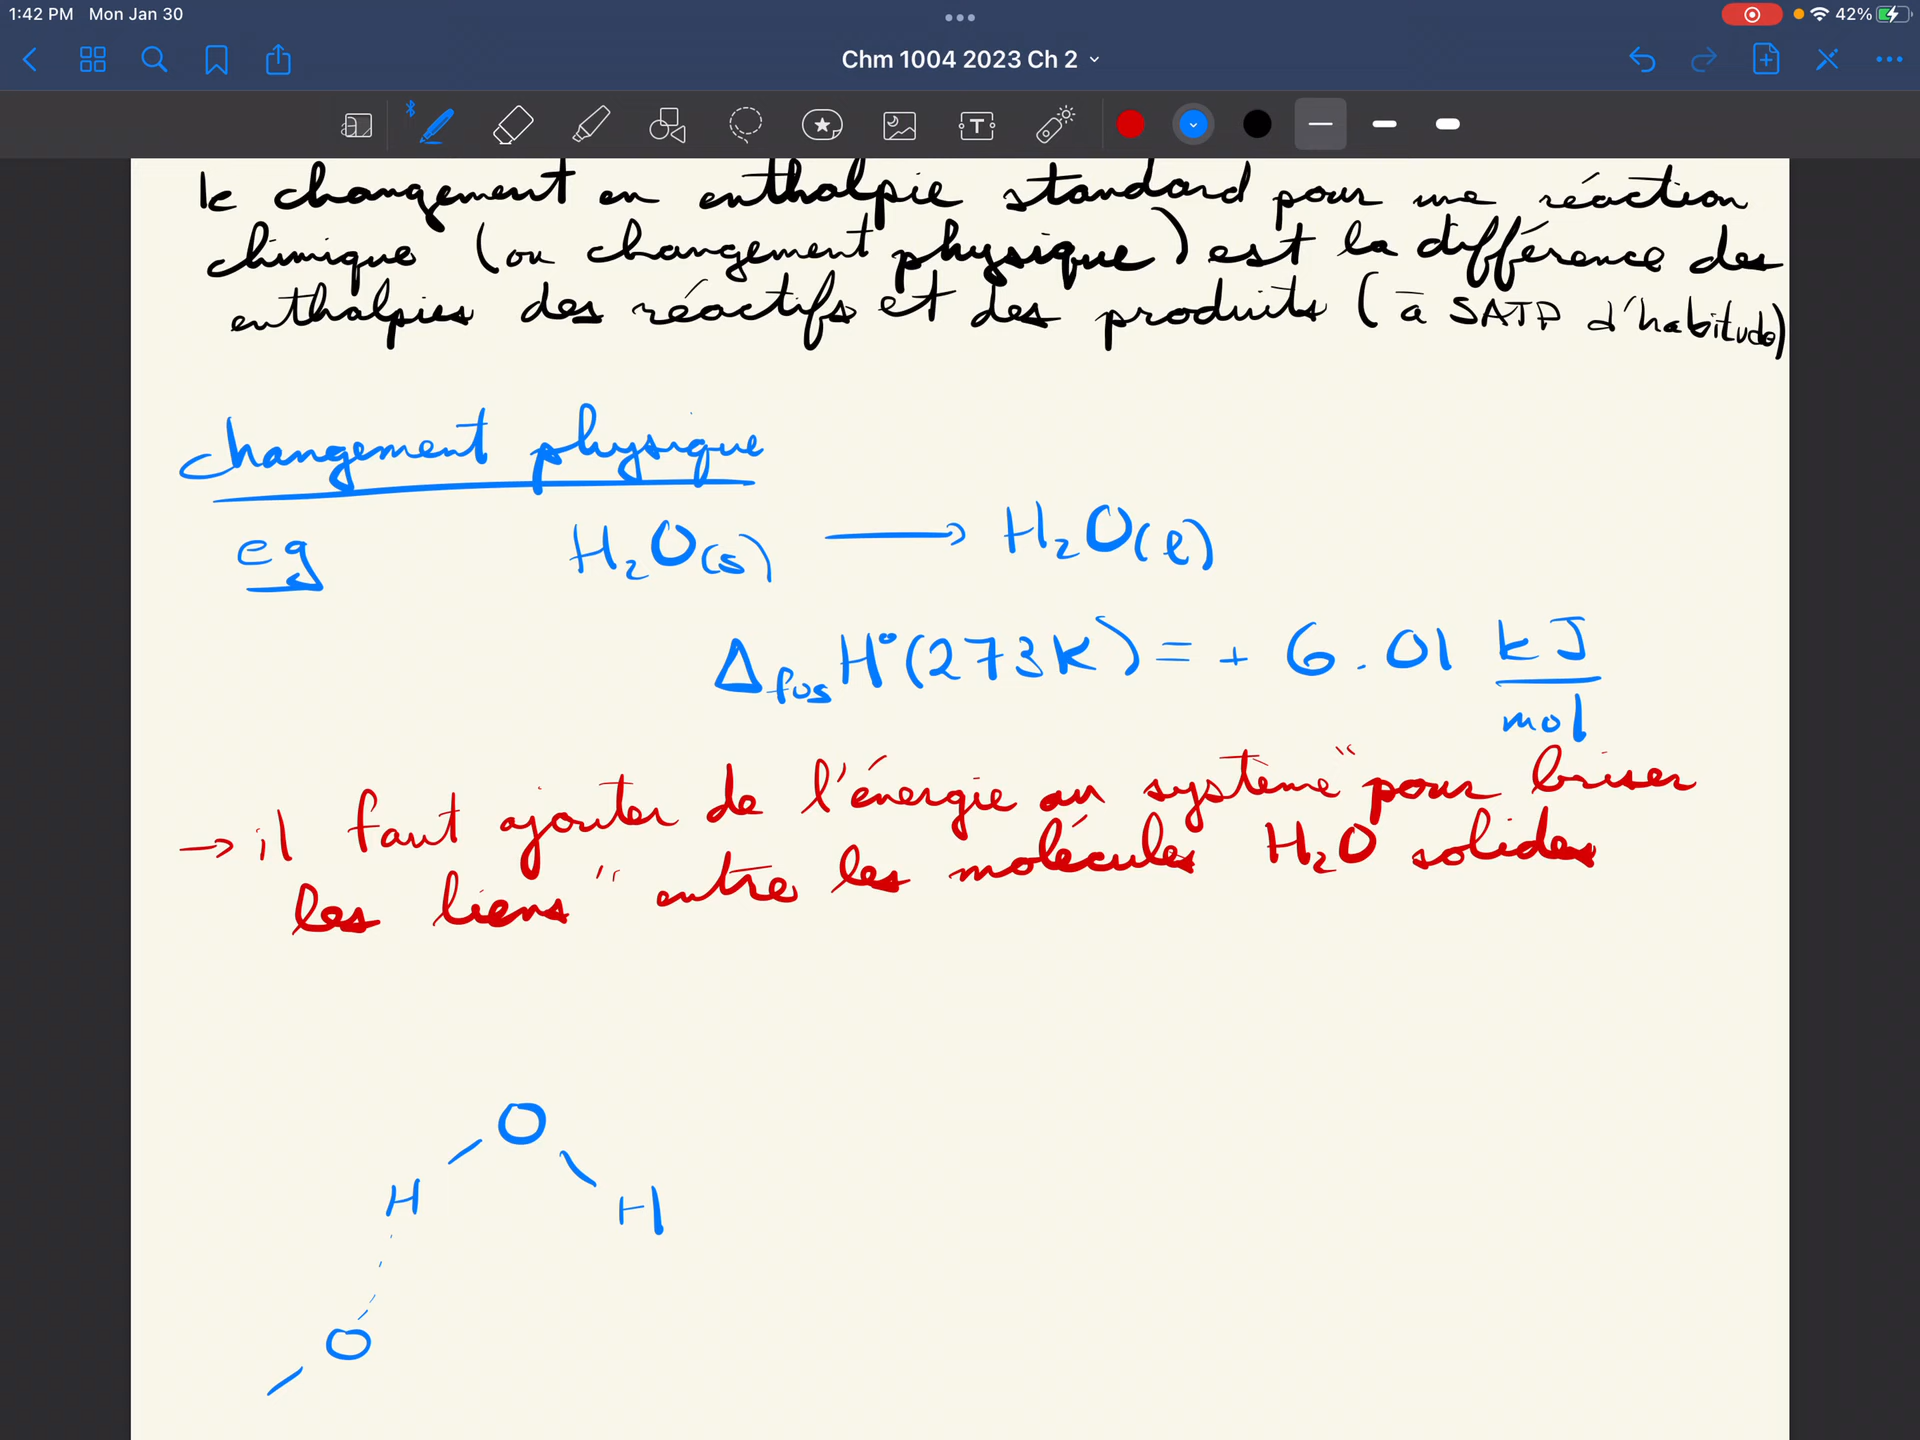 1:42 PM Mon Jan 30
42%
Chm 1004 2023 Ch 2
le changement en enthalpie standard pour une réaction
chimique (ou changement physique) est la différence des
enthalpies des réactifs et des produits (à SATP d'habitude)
changement physique
eg H₂O(s) → H₂O(l)
Δfus H°(273K) = + 6.01 kJ/mol
→ il faut ajouter de l'énergie au système "pour briser
les liens" entre les molécules H₂O solides
O
H H
O